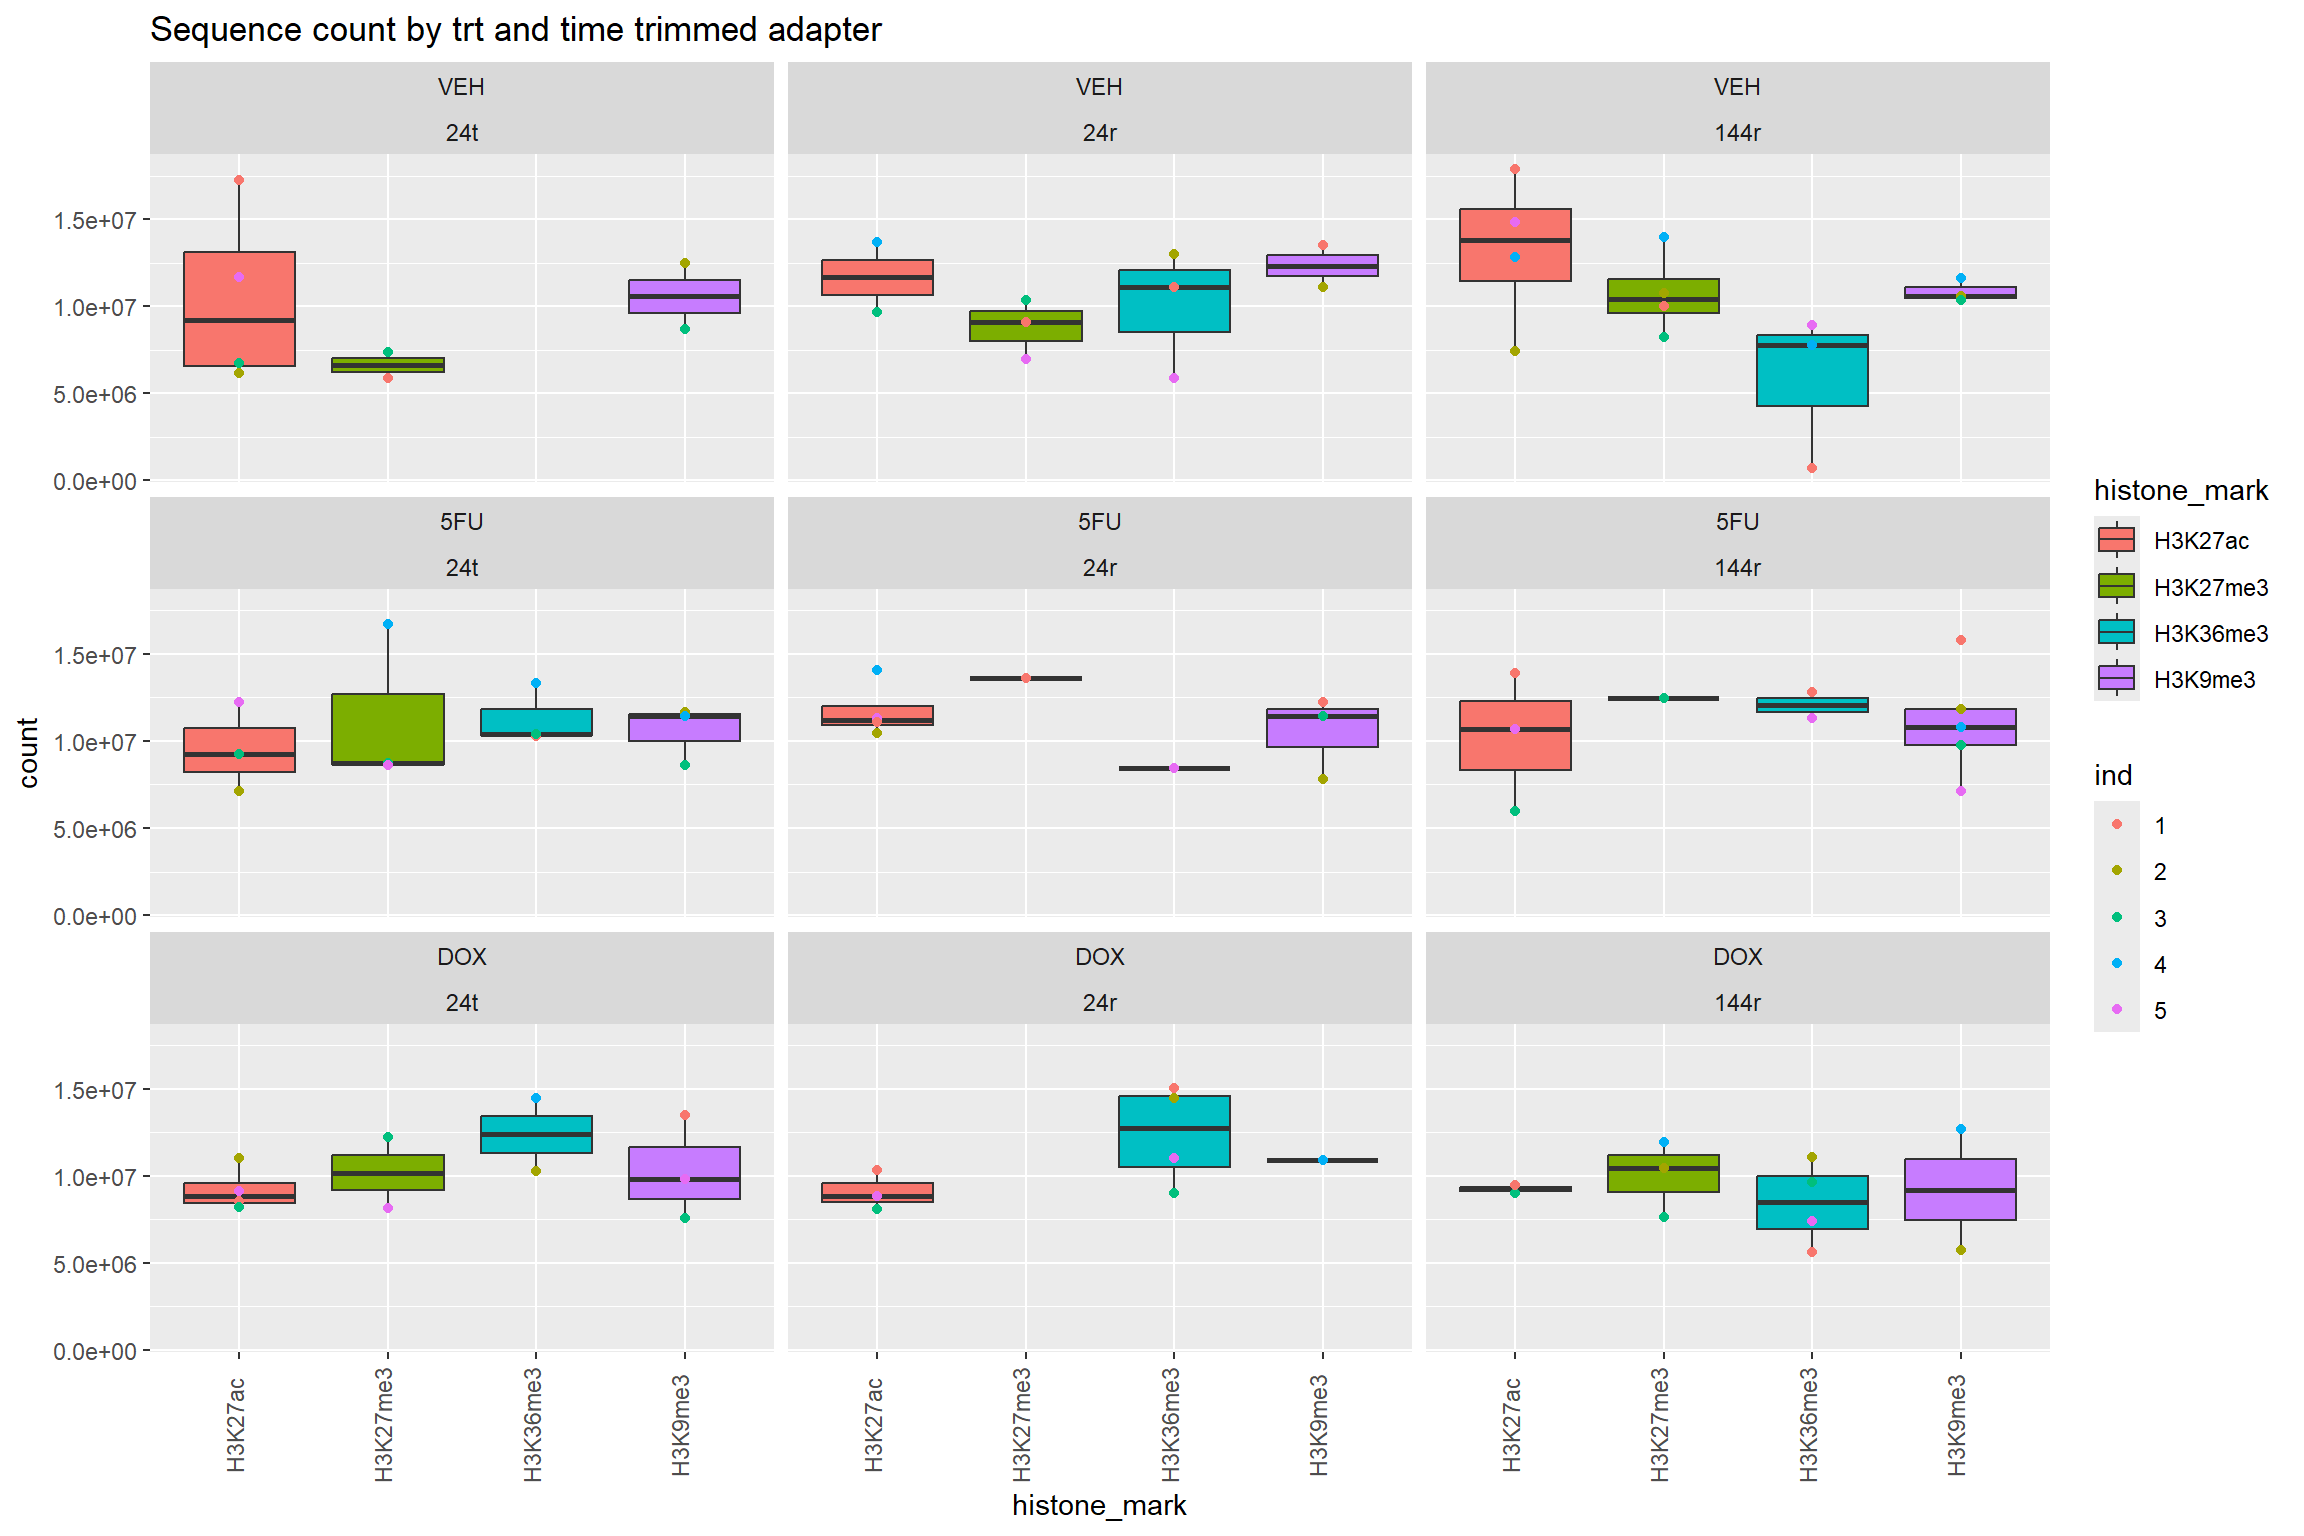 Sequence count by trt and time trimmed adapter
VEH
24t
VEH
24r
VEH
144r
1.5e+07
1.0e+07
5.0e+06
0.0e+00
5FU
24t
5FU
24r
5FU
144r
1.5e+07
1.0e+07
5.0e+06
0.0e+00
DOX
24t
DOX
24r
DOX
144r
1.5e+07
1.0e+07
5.0e+06
0.0e+00
count
H3K27ac
H3K27me3
H3K36me3
H3K9me3
H3K27ac
H3K27me3
H3K36me3
H3K9me3
H3K27ac
H3K27me3
H3K36me3
H3K9me3
histone_mark
histone_mark
H3K27ac
H3K27me3
H3K36me3
H3K9me3
ind
1
2
3
4
5